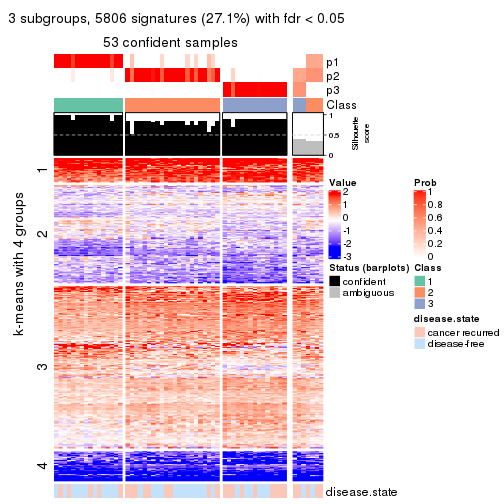 3 subgroups, 5806 signatures (27.1%) with fdr < 0.05
53 confident samples
p1
p2
p3
Class
1
0.5
0
Silhouette
score
k-means with 4 groups
1
2
3
4
disease.state
Value
2
1
0
-1
-2
-3
Status (barplots)
confident
ambiguous
Prob
1
0.8
0.6
0.4
0.2
0
Class
1
2
3
disease.state
cancer recurred
disease-free